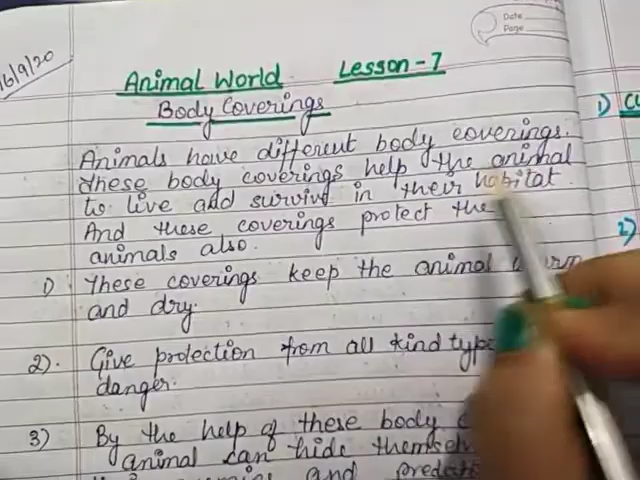 Date
Page
16/9/20
Animal World Lesson-7
Body Coverings
Animals have different body coverings.
these body coverings help the animal
to live and survive in their habitat.
And these coverings protect the
animals also.
1) These coverings keep the animal
and dry.
2). Give protection from all kind
danger.
3) By the help of these body
animal can hide
and
1)
2)